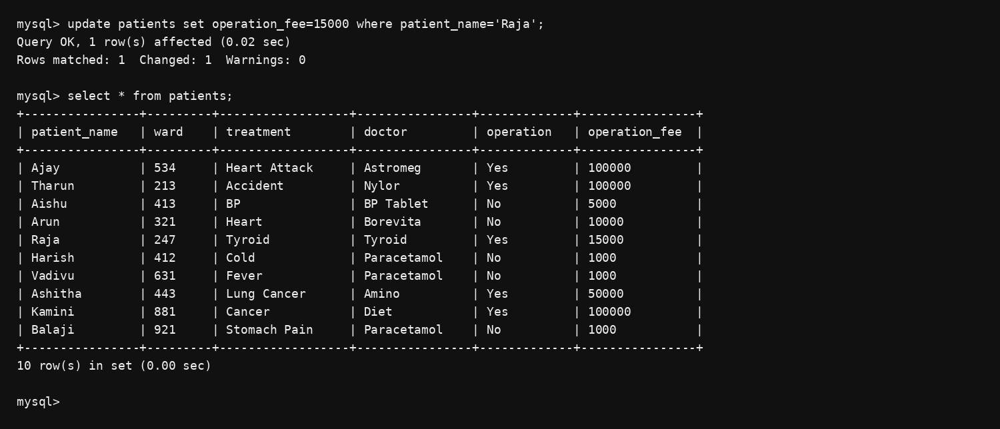 mysql> update patients set operation_fee=15000 where patient_name='Raja';
Query OK, 1 row(s) affected (0.02 sec)
Rows matched: 1  Changed: 1  Warnings: 0

mysql> select * from patients;
+----------------+---------+------------------+----------------+-------------+----------------+
| patient_name   | ward    | treatment        | doctor         | operation   | operation_fee  |
+----------------+---------+------------------+----------------+-------------+----------------+
| Ajay           | 534     | Heart Attack     | Astromeg       | Yes         | 100000         |
| Tharun         | 213     | Accident         | Nylor          | Yes         | 100000         |
| Aishu          | 413     | BP               | BP Tablet      | No          | 5000           |
| Arun           | 321     | Heart            | Borevita       | No          | 10000          |
| Raja           | 247     | Tyroid           | Tyroid         | Yes         | 15000          |
| Harish         | 412     | Cold             | Paracetamol    | No          | 1000           |
| Vadivu         | 631     | Fever            | Paracetamol    | No          | 1000           |
| Ashitha        | 443     | Lung Cancer      | Amino          | Yes         | 50000          |
| Kamini         | 881     | Cancer           | Diet           | Yes         | 100000         |
| Balaji         | 921     | Stomach Pain     | Paracetamol    | No          | 1000           |
+----------------+---------+------------------+----------------+-------------+----------------+
10 row(s) in set (0.00 sec)

mysql>